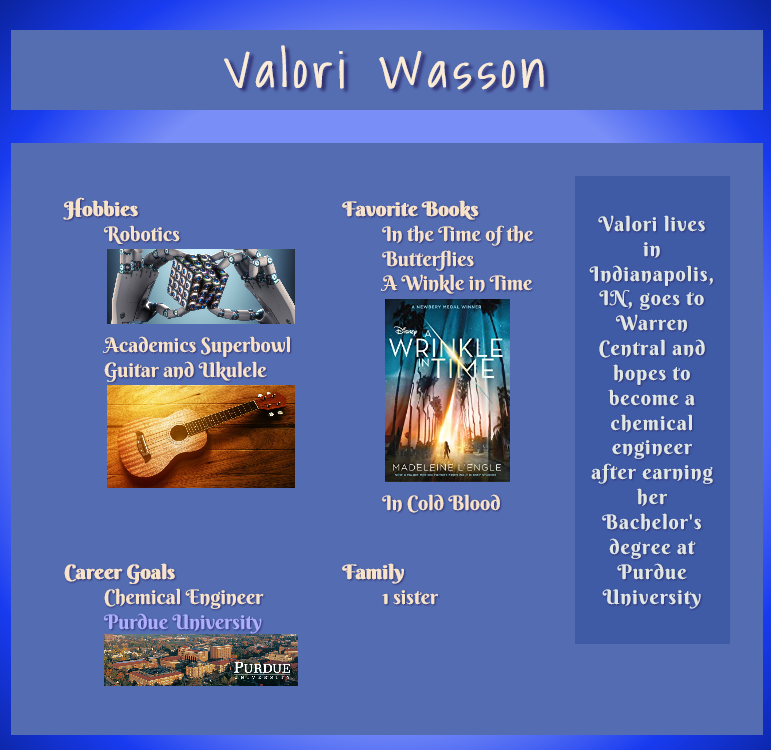 Valori Wasson
Hobbies
Robotics
Academics Superbowl
Guitar and Ukulele
Favorite Books
In the Time of the
Butterflies
A Winkle in Time
A NEWBERY MEDAL WINNER
Disney
A
WRINKLE
IN TIME
MADELEINE L'ENGLE
In Cold Blood
Career Goals
Chemical Engineer
Purdue University
PURDUE
UNIVERSITY
Family
1 sister
Valori lives
in
Indianapolis,
IN, goes to
Warren
Central and
hopes to
become a
chemical
engineer
after earning
her
Bachelor's
degree at
Purdue
University